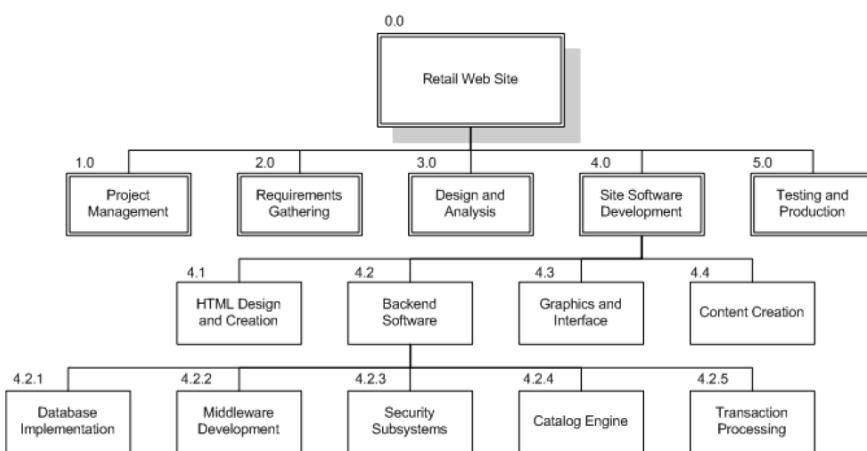 0.0
Retail Web Site
1.0
2.0
3.0
4.0
5.0
Project
Management
Requirements
Gathering
Design and
Analysis
Site Software
Development
Testing and
Production
4.1
4.2
4.3
4.4
HTML Design
and Creation
Backend
Software
Graphics and
Interface
Content Creation
4.2.1
4.2.2
4.2.3
4.2.4
4.2.5
Database
Implementation
Middleware
Development
Security
Subsystems
Catalog Engine
Transaction
Processing